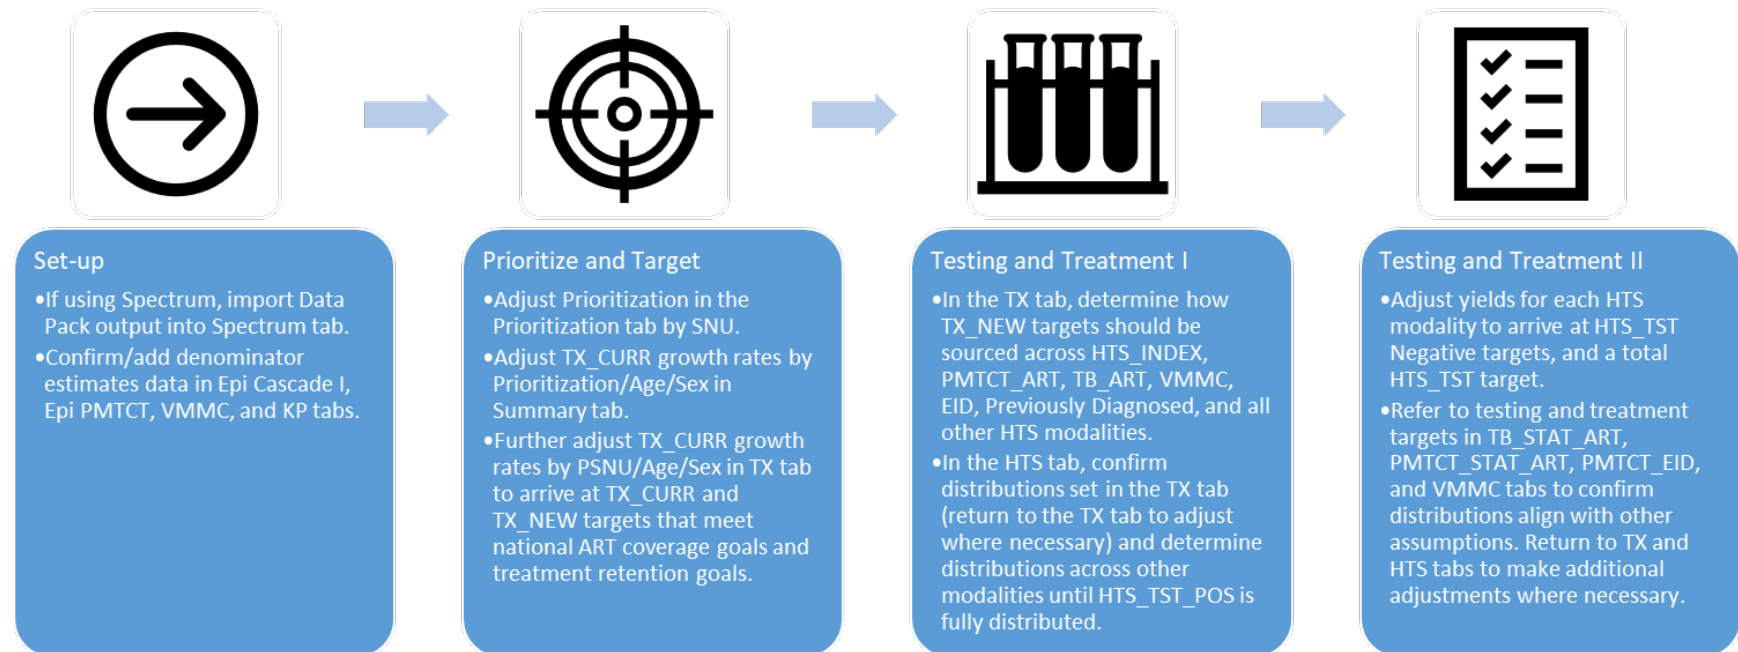 Set-up
•If using Spectrum, import Data
Pack output into Spectrum tab.
•Confirm/add denominator
estimates data in Epi Cascade I,
Epi PMTCT, VMMC, and KP tabs.
Prioritize and Target
•Adjust Prioritization in the
Prioritization tab by SNU.
•Adjust TX_CURR growth rates by
Prioritization/Age/Sex in
Summary tab.
•Further adjust TX_CURR growth
rates by PSNU/Age/Sex in TX tab
to arrive at TX_CURR and
TX_NEW targets that meet
national ART coverage goals and
treatment retention goals.
Testing and Treatment I
•In the TX tab, determine how
TX_NEW targets should be
sourced across HTS_INDEX,
PMTCT_ART, TB_ART, VMMC,
EID, Previously Diagnosed, and all
other HTS modalities.
•In the HTS tab, confirm
distributions set in the TX tab
(return to the TX tab to adjust
where necessary) and determine
distributions across other
modalities until HTS_TST_POS is
fully distributed.
Testing and Treatment II
•Adjust yields for each HTS
modality to arrive at HTS_TST
Negative targets, and a total
HTS_TST target.
•Refer to testing and treatment
targets in TB_STAT_ART,
PMTCT_STAT_ART, PMTCT_EID,
and VMMC tabs to confirm
distributions align with other
assumptions. Return to TX and
HTS tabs to make additional
adjustments where necessary.